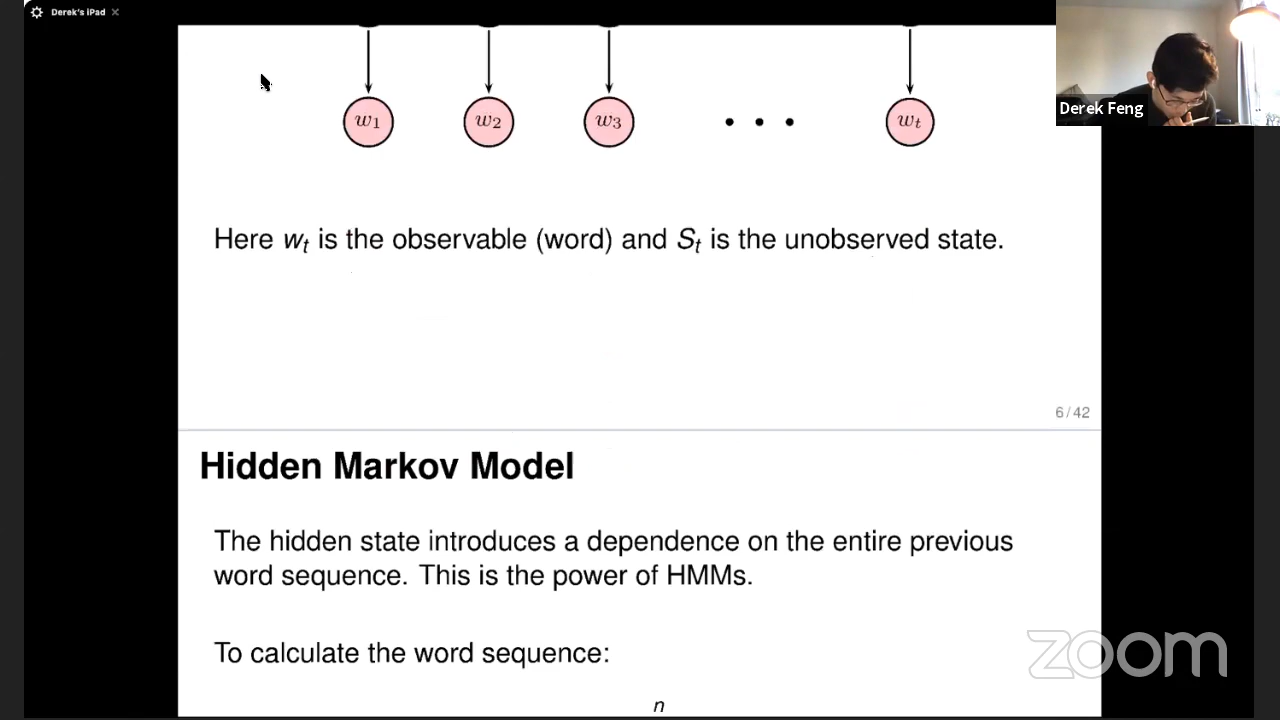 Derek's iPad
w1 w2 w3 • • • wt
Derek Feng
Here wt is the observable (word) and St is the unobserved state.
6 / 42
Hidden Markov Model
The hidden state introduces a dependence on the entire previous
word sequence. This is the power of HMMs.
To calculate the word sequence:
n
zoom